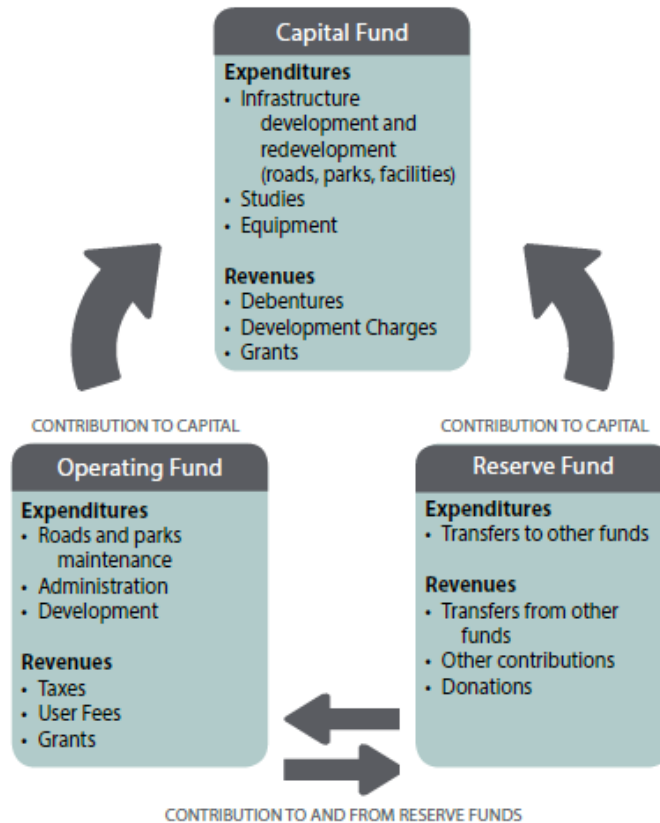 Capital Fund
Expenditures
• Infrastructure
development and
redevelopment
(roads, parks, facilities)
• Studies
• Equipment
Revenues
• Debentures
• Development Charges
• Grants
CONTRIBUTION TO CAPITAL
CONTRIBUTION TO CAPITAL
Operating Fund
Expenditures
• Roads and parks
maintenance
• Administration
• Development
Revenues
• Taxes
• User Fees
• Grants
Reserve Fund
Expenditures
• Transfers to other funds
Revenues
• Transfers from other
funds
• Other contributions
• Donations
CONTRIBUTION TO AND FROM RESERVE FUNDS